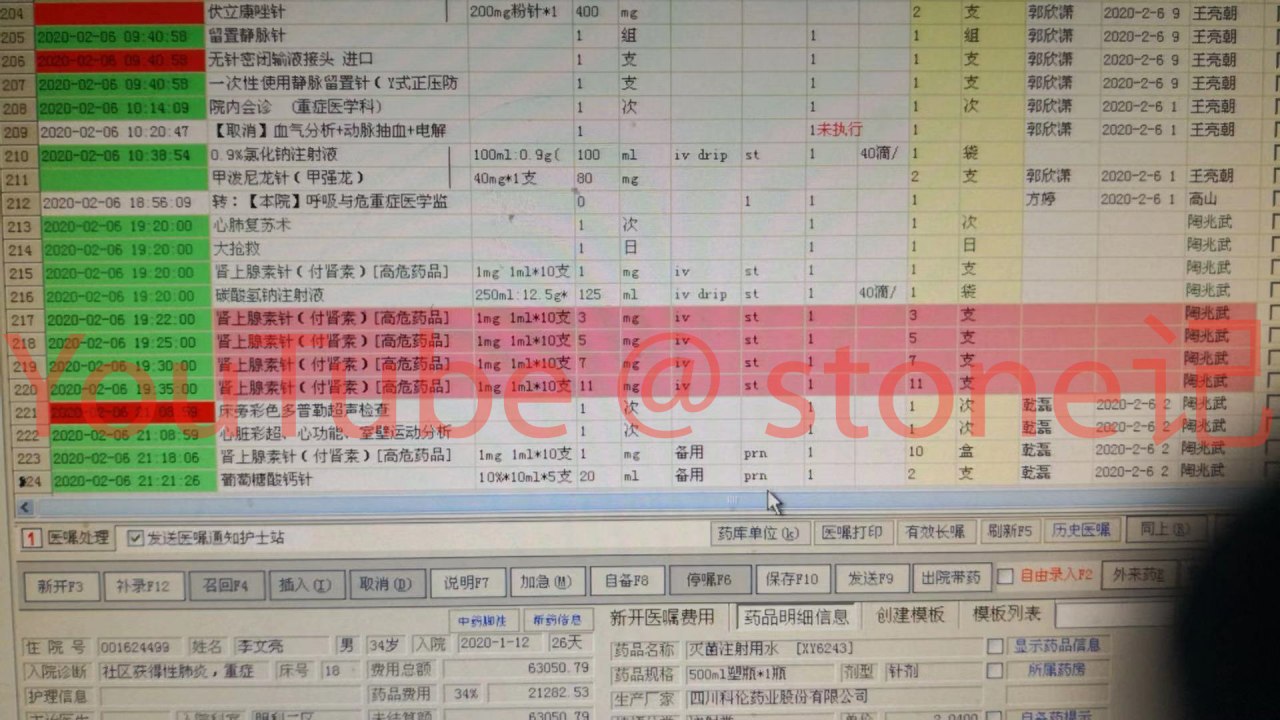 204 伏立康唑针 200mg粉针*1 400 mg 2 支 郭欣潇 2020-2-6 9 王亮朝
205 2020-02-06 09:40:58 留置静脉针 1 组 1 1 组 郭欣潇 2020-2-6 9 王亮朝
206 2020-02-06 09:40:58 无针密闭输液接头 进口 1 支 1 1 支 郭欣潇 2020-2-6 9 王亮朝
207 2020-02-06 09:40:58 一次性使用静脉留置针(Y式正压防 1 支 1 1 支 郭欣潇 2020-2-6 9 王亮朝
208 2020-02-06 10:14:09 院内会诊 (重症医学科) 1 次 1 1 次 郭欣潇 2020-2-6 1 王亮朝
209 2020-02-06 10:20:47 【取消】血气分析+动脉抽血+电解 1 1未执行 1 郭欣潇 2020-2-6 1 王亮朝
210 2020-02-06 10:38:54 0.9%氯化钠注射液 100ml:0.9g( 100 ml iv drip st 1 40滴/ 1 袋
211 甲泼尼龙针(甲强龙) 40mg*1支 80 mg 2 支 郭欣潇 2020-2-6 1 王亮朝
212 2020-02-06 18:56:09 转:【本院】呼吸与危重症医学监 0 1 1 1 方婷 2020-2-6 1 高山
213 2020-02-06 19:20:00 心肺复苏术 1 次 1 1 次 陶兆武
214 2020-02-06 19:20:00 大抢救 1 日 1 1 日 陶兆武
215 2020-02-06 19:20:00 肾上腺素针(付肾素)[高危药品] 1mg 1ml*10支 1 mg iv st 1 1 支 陶兆武
216 2020-02-06 19:20:00 碳酸氢钠注射液 250ml:12.5g* 125 ml iv drip st 1 40滴/ 1 袋 陶兆武
217 2020-02-06 19:22:00 肾上腺素针(付肾素)[高危药品] 1mg 1ml*10支 3 mg iv st 1 3 支 陶兆武
218 2020-02-06 19:25:00 肾上腺素针(付肾素)[高危药品] 1mg 1ml*10支 5 mg iv st 1 5 支 陶兆武
219 2020-02-06 19:30:00 肾上腺素针(付肾素)[高危药品] 1mg 1ml*10支 7 mg iv st 1 7 支 陶兆武
220 2020-02-06 19:35:00 肾上腺素针(付肾素)[高危药品] 1mg 1ml*10支 11 mg iv st 1 11 支 陶兆武
Youtube@stone记
221 2020-02-06 21:08:59 床旁彩色多普勒超声检查 1 次 1 1 次 乾磊 2020-2-6 2 陶兆武
222 2020-02-06 21:08:59 心脏彩超、心功能、室壁运动分析 1 次 1 1 次 乾磊 2020-2-6 2 陶兆武
223 2020-02-06 21:18:06 肾上腺素针(付肾素)[高危药品] 1mg 1ml*10支 1 mg 备用 prn 1 10 盒 乾磊 2020-2-6 2 陶兆武
224 2020-02-06 21:21:26 葡萄糖酸钙针 10%*10ml*5支 20 ml 备用 prn 1 2 支 乾磊 2020-2-6 2 陶兆武
1 医嘱处理 发送医嘱通知护士站 药库单位(k) 医嘱打印 有效长嘱 刷新F5 历史医嘱 同上(R)
新开F3 补录F12 召回F4 插入(I) 取消(D) 说明F7 加急(M) 自备F8 停嘱F6 保存F10 发送F9 出院带药 自由录入F2 外来药Z
中药脚注 新药信息 新开医嘱费用 药品明细信息 创建模板 模板列表
住院号 001624499 姓名 李文亮 男 34岁 入院 2020-1-12 26天 药品名称 灭菌注射用水 [XY6243] 显示药品信息
入院诊断 社区获得性肺炎,重症 床号 18 费用总额 63050.79 药品规格 500ml塑瓶*1瓶 剂型 针剂 所属药房
护理信息 药品费用 34% 21282.53 生产厂家 四川科伦药业股份有限公司
入院科室 眼科二区 未结算额 63050.79